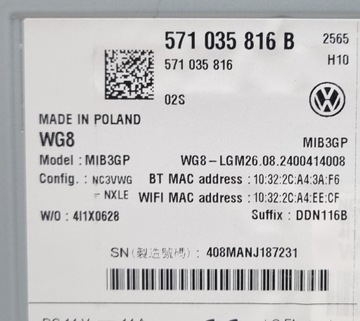 571 035 816 B 2565
571 035 816 H10
02S
MADE IN POLAND
WG8 MIB3GP
Model : MIB3GP WG8-LGM26.08.2400414008
Config. : NC3VWG BT MAC address : 10:32:2C:A4:3A:F6
- NXLE WIFI MAC address : 10:32:2C:A4:EE:CF
W/O : 4I1X0628 Suffix : DDN116B
SN (製造號碼) : 408MANJ187231